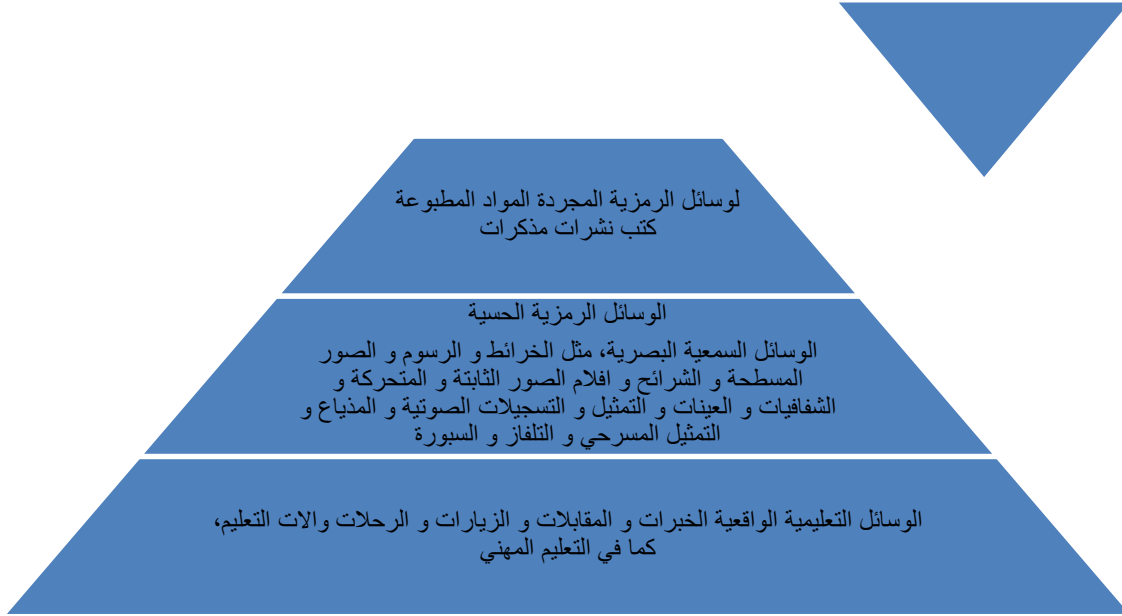 لوسائل الرمزية المجردة المواد المطبوعة
كتب نشرات مذكرات
الوسائل الرمزية الحسية
الوسائل السمعية البصرية، مثل الخرائط و الرسوم و الصور
المسطحة و الشرائح و افلام الصور الثابتة و المتحركة و
الشفافيات و العينات و التمثيل و التسجيلات الصوتية و المذياع و
التمثيل المسرحي و التلفاز و السبورة
الوسائل التعليمية الواقعية الخبرات و المقابلات و الزيارات و الرحلات والات التعليم،
كما في التعليم المهني